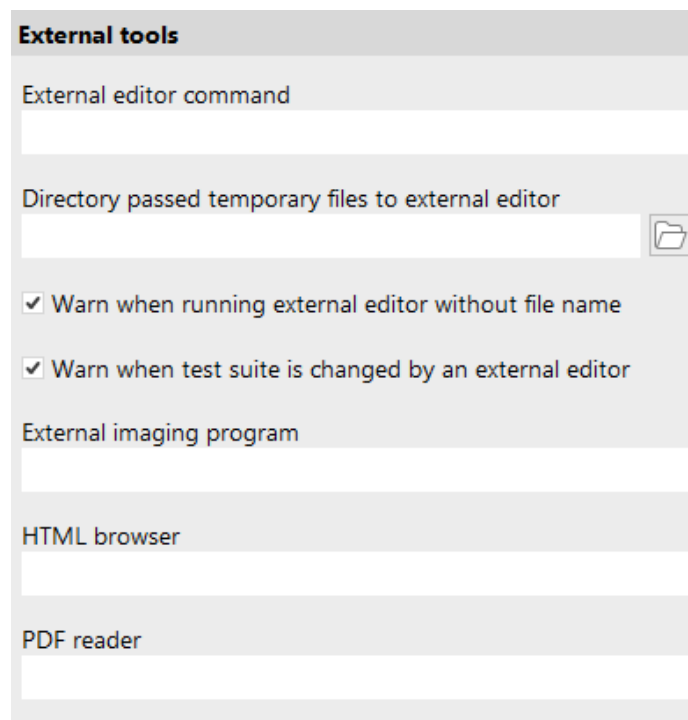 External tools
External editor command
Directory passed temporary files to external editor
Warn when running external editor without file name
Warn when test suite is changed by an external editor
External imaging program
HTML browser
PDF reader